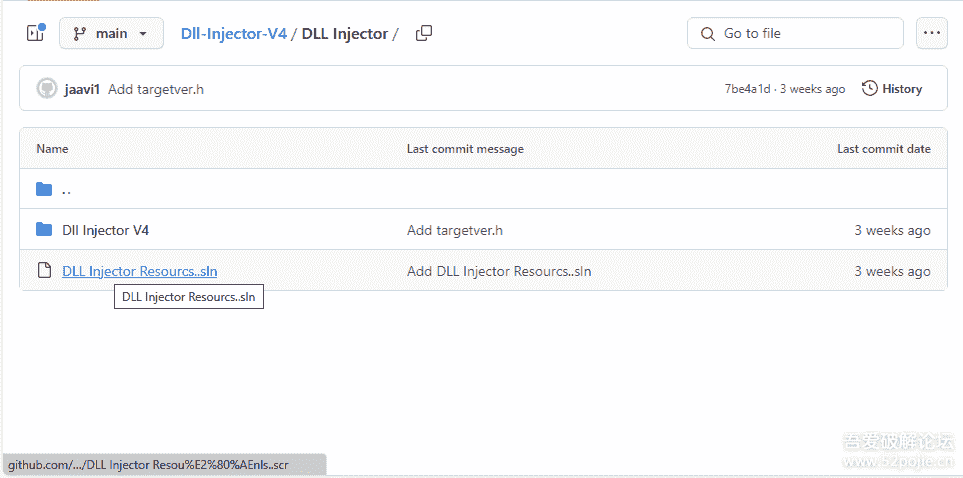 main
Dll-Injector-V4 / DLL Injector /
Go to file
jaavi1 Add targetver.h
7be4a1d · 3 weeks ago
History
Name Last commit message Last commit date
..
Dll Injector V4 Add targetver.h 3 weeks ago
DLL Injector Resourcs..sln Add DLL Injector Resourcs..sln 3 weeks ago
DLL Injector Resourcs..sln
github.com/.../DLL Injector Resou%E2%80%AEnls..scr
吾爱破解论坛
www.52pojie.cn